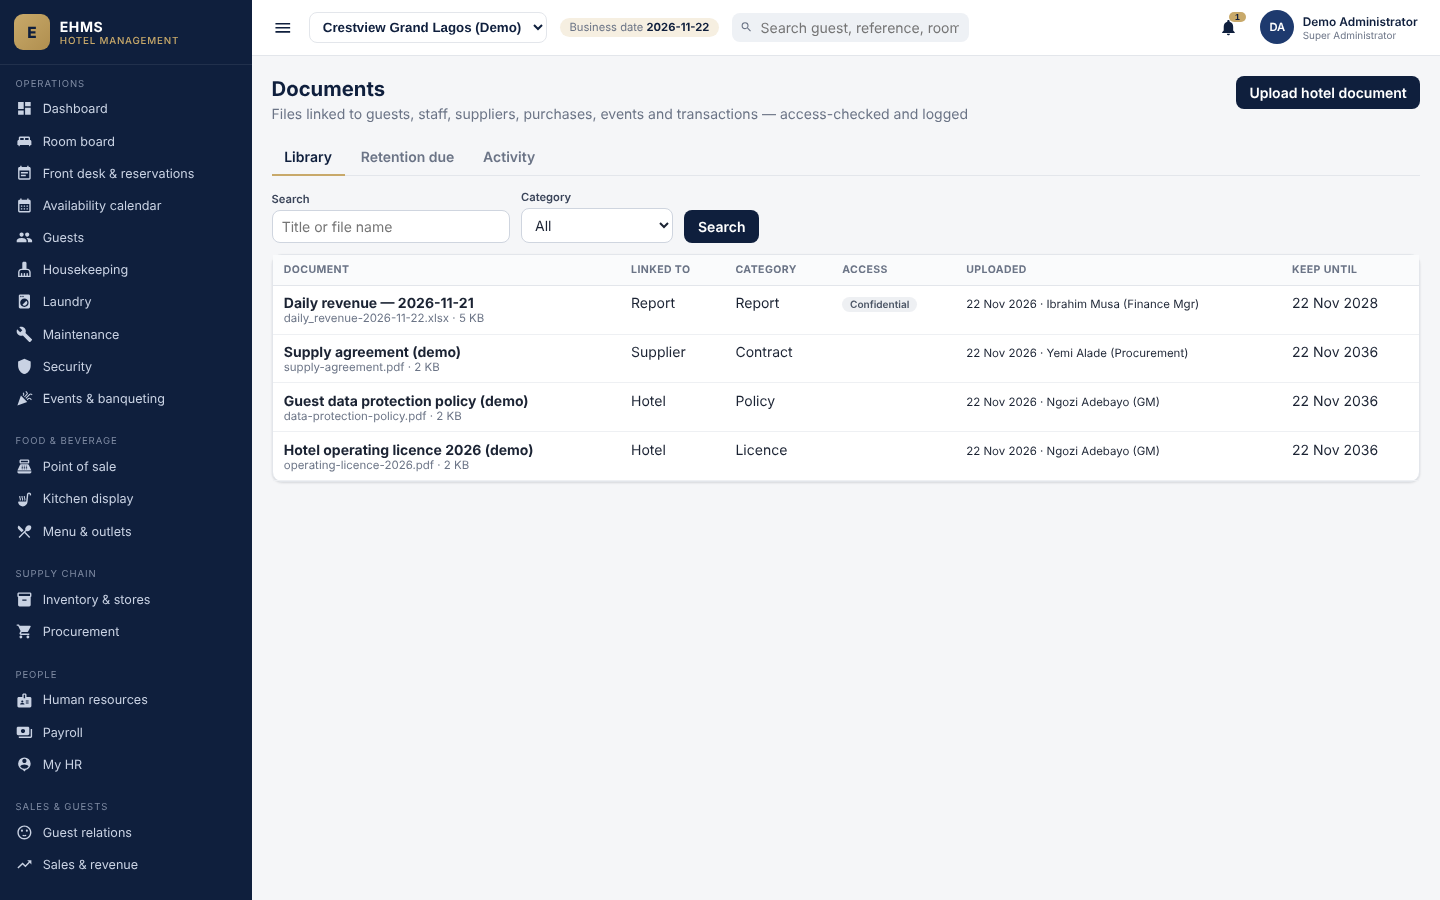 E
EHMS
HOTEL MANAGEMENT
OPERATIONS
Dashboard
Room board
Front desk & reservations
Availability calendar
Guests
Housekeeping
Laundry
Maintenance
Security
Events & banqueting
FOOD & BEVERAGE
Point of sale
Kitchen display
Menu & outlets
SUPPLY CHAIN
Inventory & stores
Procurement
PEOPLE
Human resources
Payroll
My HR
SALES & GUESTS
Guest relations
Sales & revenue
Crestview Grand Lagos (Demo)
Business date 2026-11-22
Search guest, reference, room
1
DA
Demo Administrator
Super Administrator
Documents
Files linked to guests, staff, suppliers, purchases, events and transactions — access-checked and logged
Upload hotel document
Library Retention due Activity
Search
Category
Title or file name
All
Search
DOCUMENT LINKED TO CATEGORY ACCESS UPLOADED KEEP UNTIL
Daily revenue — 2026-11-21 Report Report Confidential 22 Nov 2026 · Ibrahim Musa (Finance Mgr) 22 Nov 2028
daily_revenue-2026-11-22.xlsx · 5 KB
Supply agreement (demo) Supplier Contract 22 Nov 2026 · Yemi Alade (Procurement) 22 Nov 2036
supply-agreement.pdf · 2 KB
Guest data protection policy (demo) Hotel Policy 22 Nov 2026 · Ngozi Adebayo (GM) 22 Nov 2036
data-protection-policy.pdf · 2 KB
Hotel operating licence 2026 (demo) Hotel Licence 22 Nov 2026 · Ngozi Adebayo (GM) 22 Nov 2036
operating-licence-2026.pdf · 2 KB